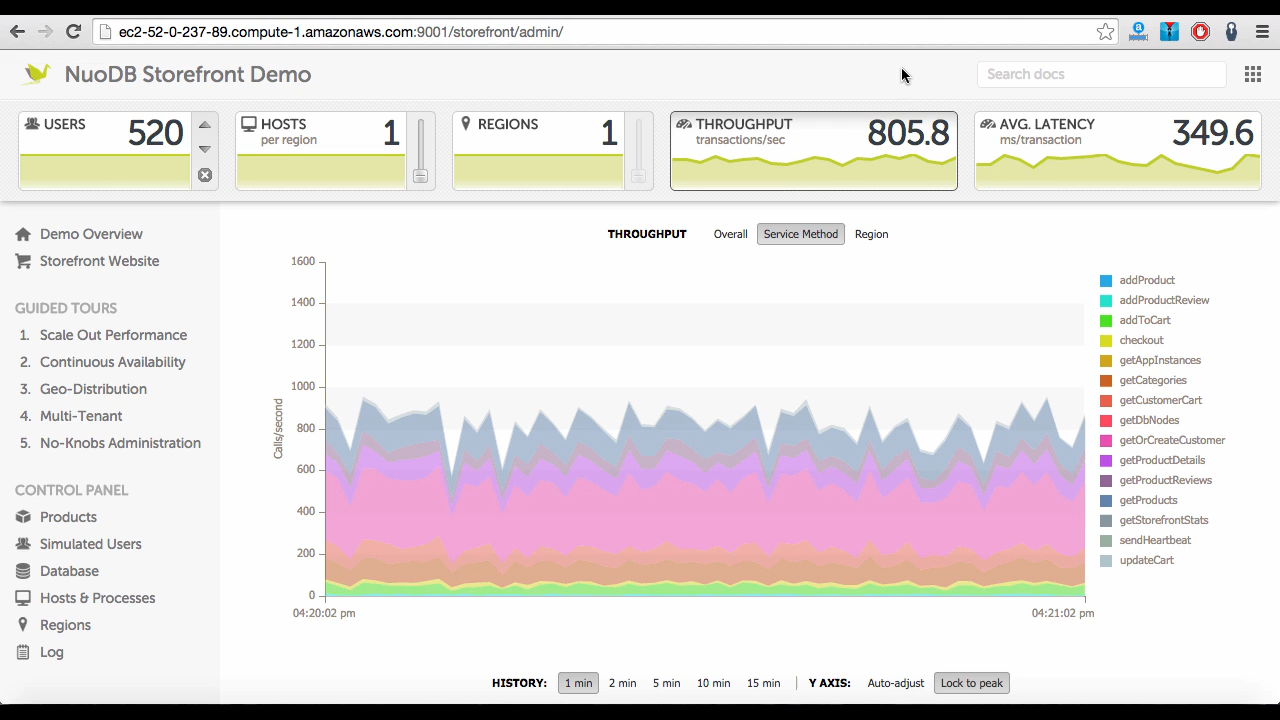 ec2-52-0-237-89.compute-1.amazonaws.com:9001/storefront/admin/
NuoDB Storefront Demo
Search docs
USERS 520
HOSTS per region 1
REGIONS 1
THROUGHPUT transactions/sec 805.8
AVG. LATENCY ms/transaction 349.6
Demo Overview
Storefront Website
GUIDED TOURS
1. Scale Out Performance
2. Continuous Availability
3. Geo-Distribution
4. Multi-Tenant
5. No-Knobs Administration
CONTROL PANEL
Products
Simulated Users
Database
Hosts & Processes
Regions
Log
THROUGHPUT Overall Service Method Region
1600
1400
1200
1000
800
600
400
200
0
Calls/second
04:20:02 pm 04:21:02 pm
addProduct
addProductReview
addToCart
checkout
getAppInstances
getCategories
getCustomerCart
getDbNodes
getOrCreateCustomer
getProductDetails
getProductReviews
getProducts
getStorefrontStats
sendHeartbeat
updateCart
HISTORY: 1 min 2 min 5 min 10 min 15 min | Y AXIS: Auto-adjust Lock to peak